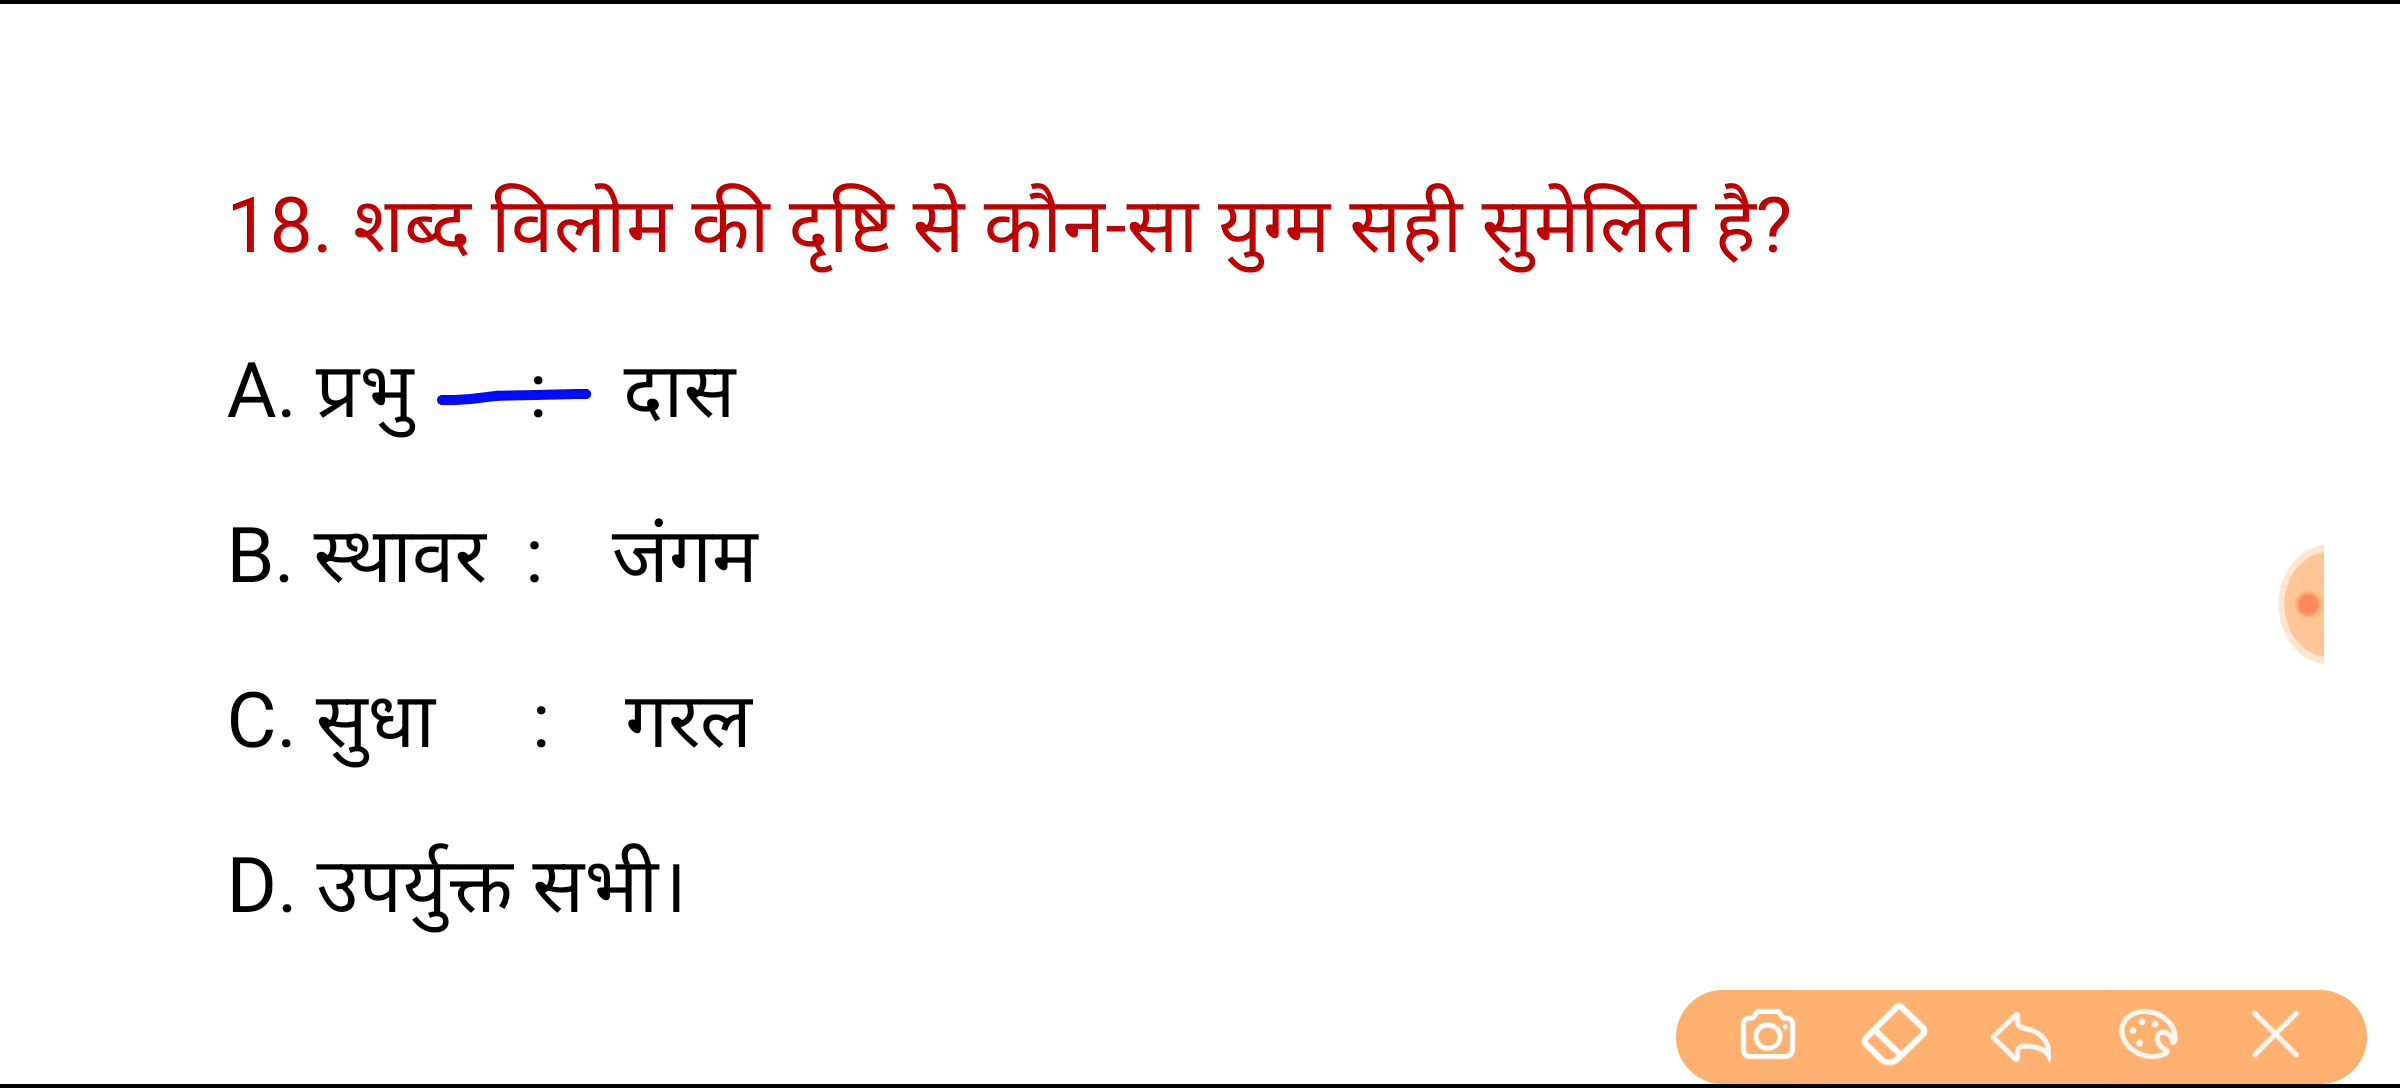 18. शब्द विलोम की दृष्टि से कौन-सा युग्म सही सुमेलित है?
A. प्रभु : दास
B. स्थावर : जंगम
C. सुधा : गरल
D. उपर्युक्त सभी।